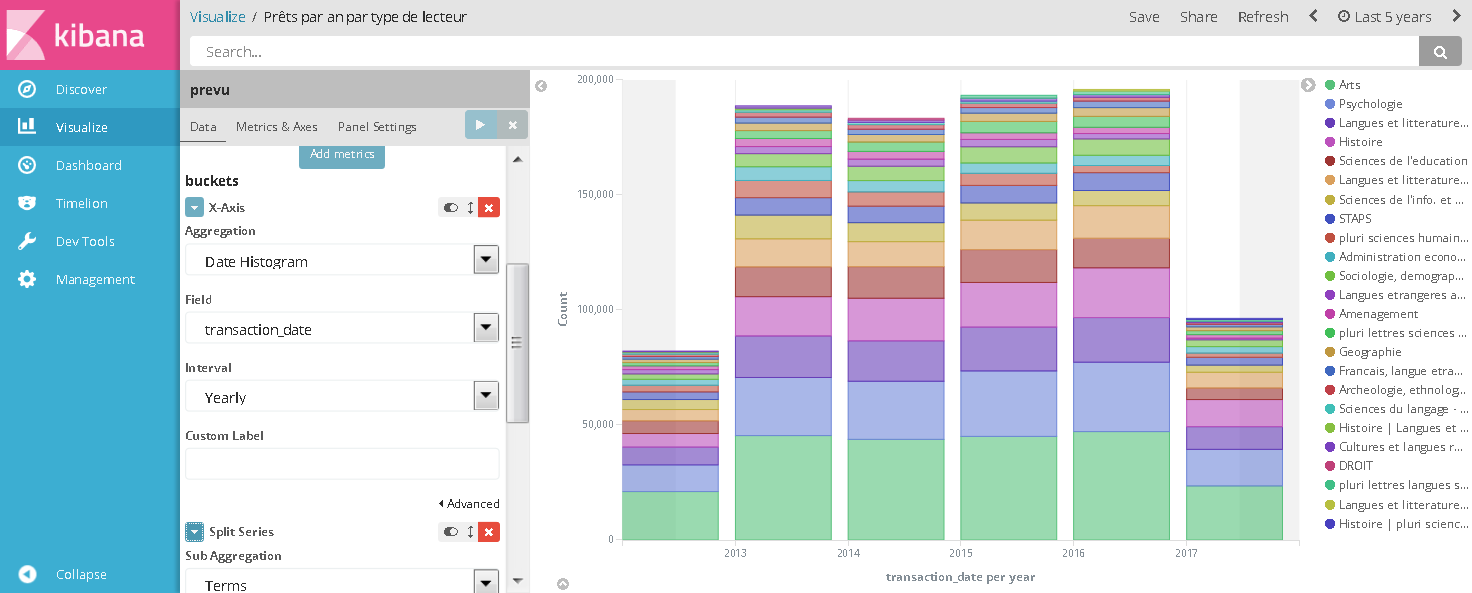 kibana
Discover
Visualize
Dashboard
Timelion
Dev Tools
Management
Collapse
Visualize / Prêts par an par type de lecteur
Save Share Refresh Last 5 years
Search...
prevu
Data Metrics & Axes Panel Settings
Add metrics
buckets
X-Axis
Aggregation
Date Histogram
Field
transaction_date
Interval
Yearly
Custom Label
Advanced
Split Series
Sub Aggregation
Terms
200,000
150,000
100,000
50,000
0
Count
2013 2014 2015 2016 2017
transaction_date per year
Arts
Psychologie
Langues et litterature...
Histoire
Sciences de l'education
Langues et litterature...
Sciences de l'info. et ...
STAPS
pluri sciences humain...
Administration econo...
Sociologie, demograp...
Langues etrangeres a...
Amenagement
pluri lettres sciences ...
Geographie
Francais, langue etra...
Archeologie, ethnolog...
Sciences du langage - ...
Histoire | Langues et ...
Cultures et langues r...
DROIT
pluri lettres langues s...
Langues et litterature...
Histoire | pluri scienc...